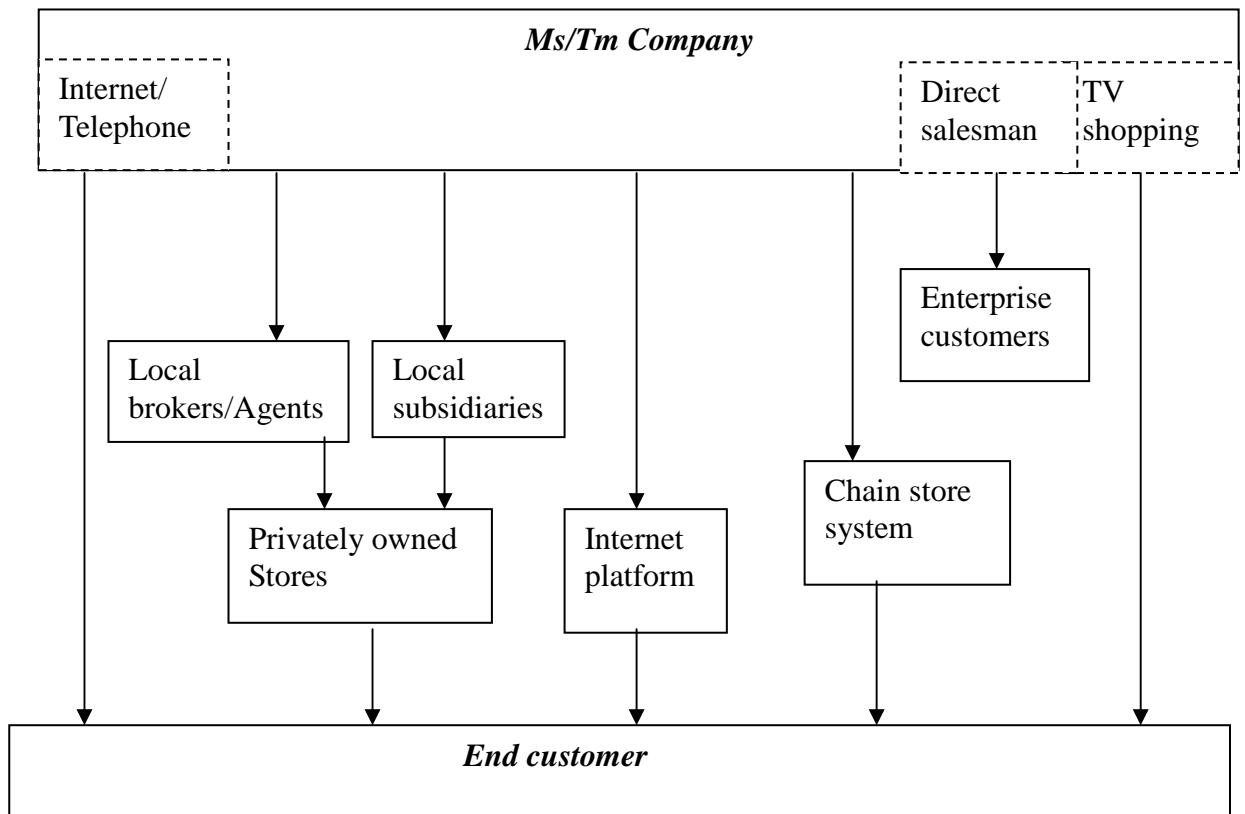 Ms/Tm Company
Internet/
Telephone
Direct
salesman
TV
shopping
Enterprise
customers
Local
brokers/Agents
Local
subsidiaries
Chain store
system
Privately owned
Stores
Internet
platform
End customer